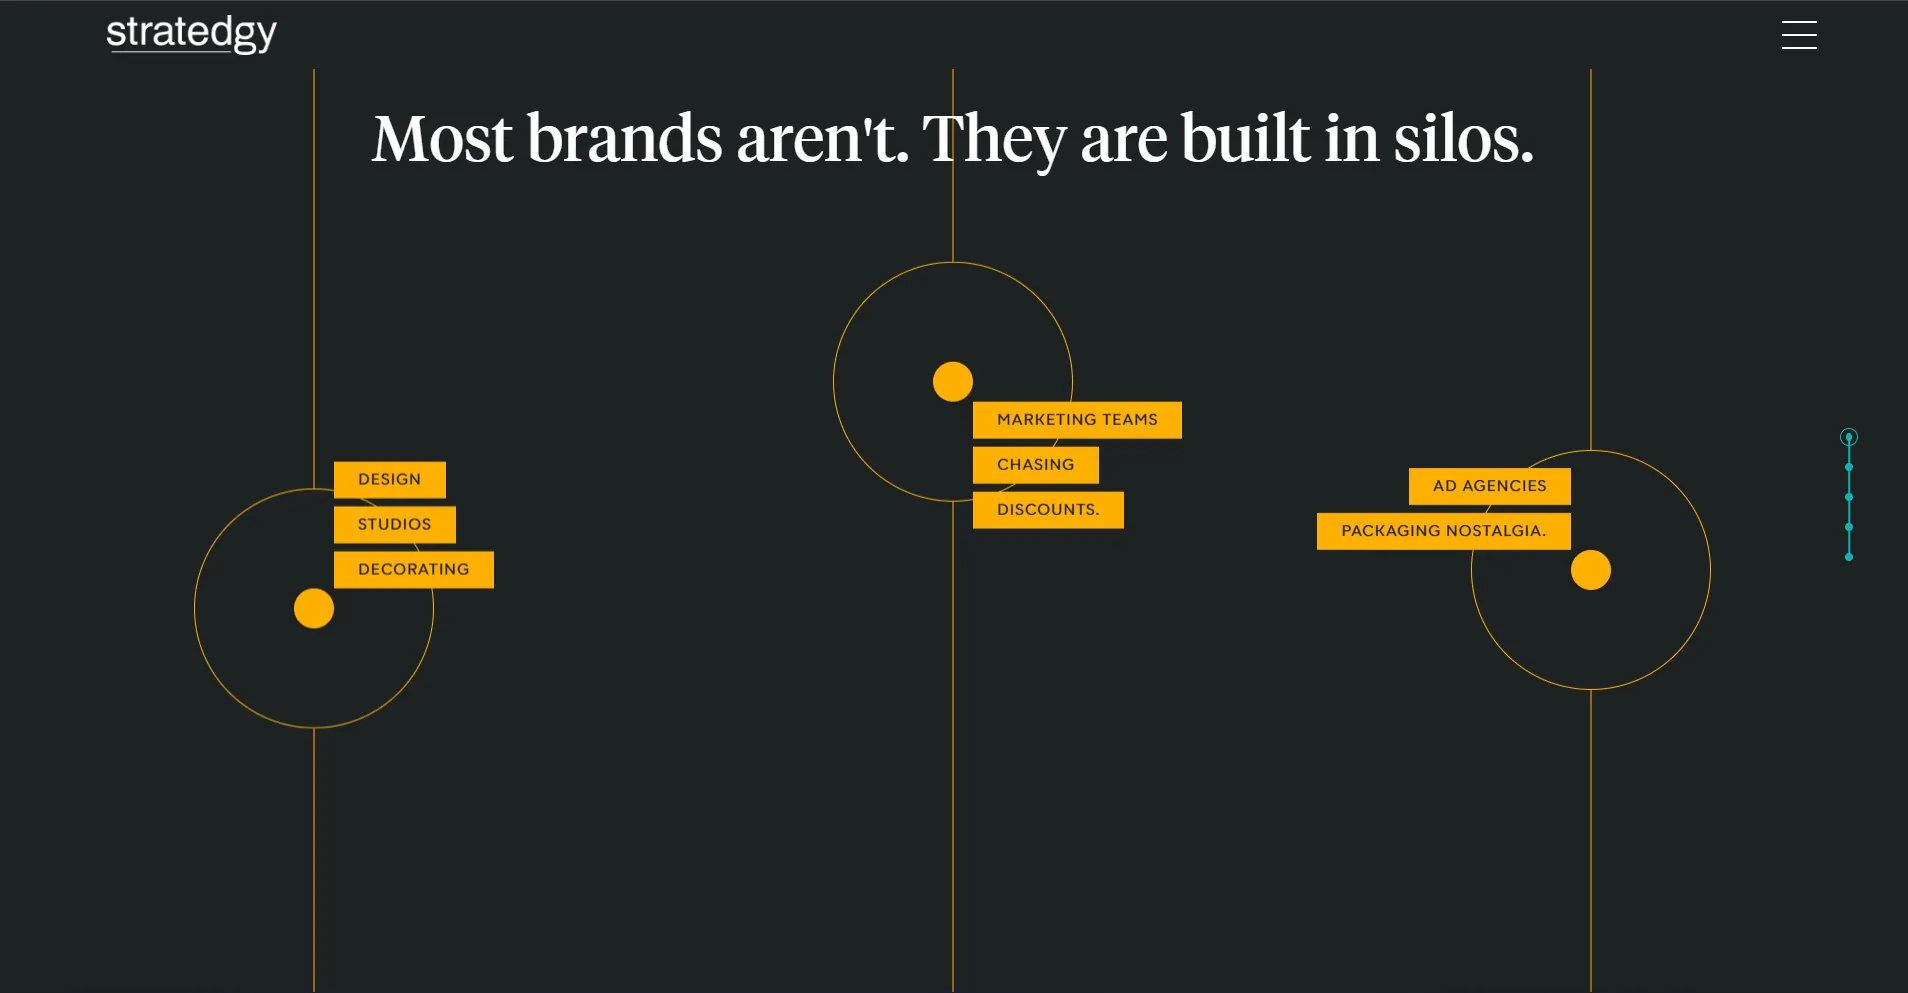 stratedgy
Most brands aren't. They are built in silos.
DESIGN
STUDIOS
DECORATING
MARKETING TEAMS
CHASING
DISCOUNTS.
AD AGENCIES
PACKAGING NOSTALGIA.